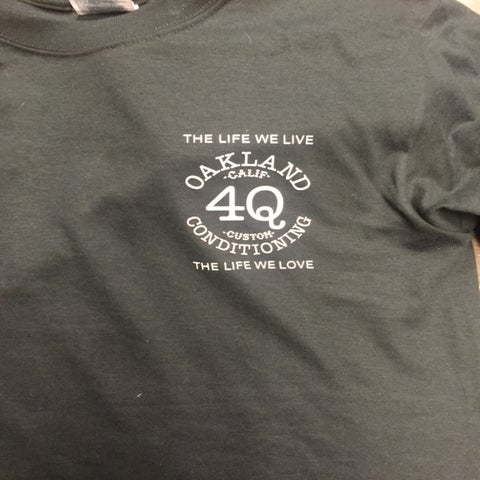 THE LIFE WE LIVE
OAKLAND
-CALIF-
4Q
-CUSTOM-
CONDITIONING
THE LIFE WE LOVE